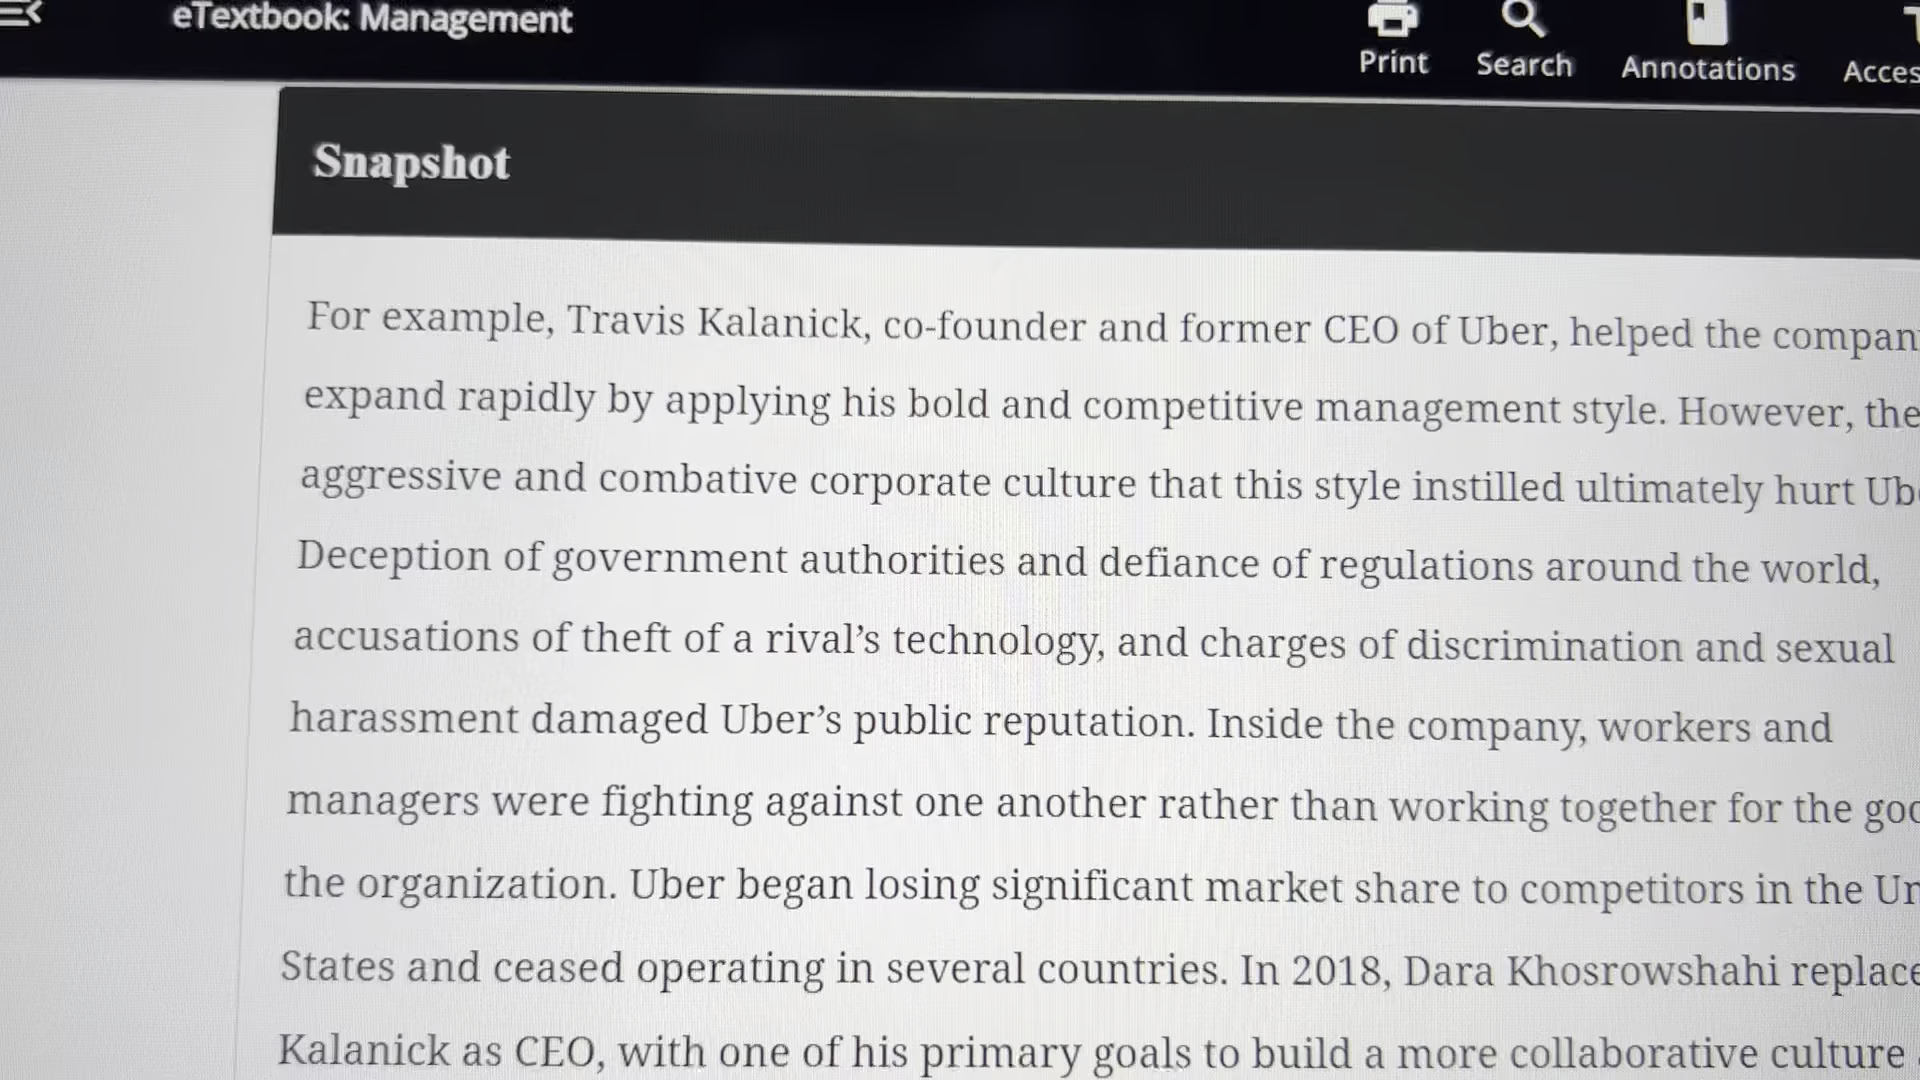 eTextbook: Management
Print
Search
Annotations
Snapshot
For example, Travis Kalanick, co-founder and former CEO of Uber, helped the
expand rapidly by applying his bold and competitive management style. However, the
aggressive and combative corporate culture that this style instilled ultimately hurt
Deception of government authorities and defiance of regulations around the world,
accusations of theft of a rival’s technology, and charges of discrimination and sexual
harassment damaged Uber’s public reputation. Inside the company, workers and
managers were fighting against one another rather than working together for the
the organization. Uber began losing significant market share to competitors in the
States and ceased operating in several countries. In 2018, Dara Khosrowshahi
Kalanick as CEO, with one of his primary goals to build a more collaborative culture